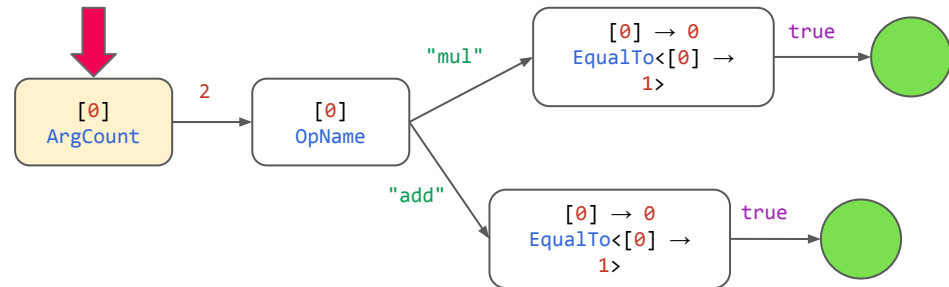 [0]
ArgCount
2
[0]
OpName
"mul"
[0] → 0
EqualTo<[0] →
1>
true
"add"
[0] → 0
EqualTo<[0] →
1>
true